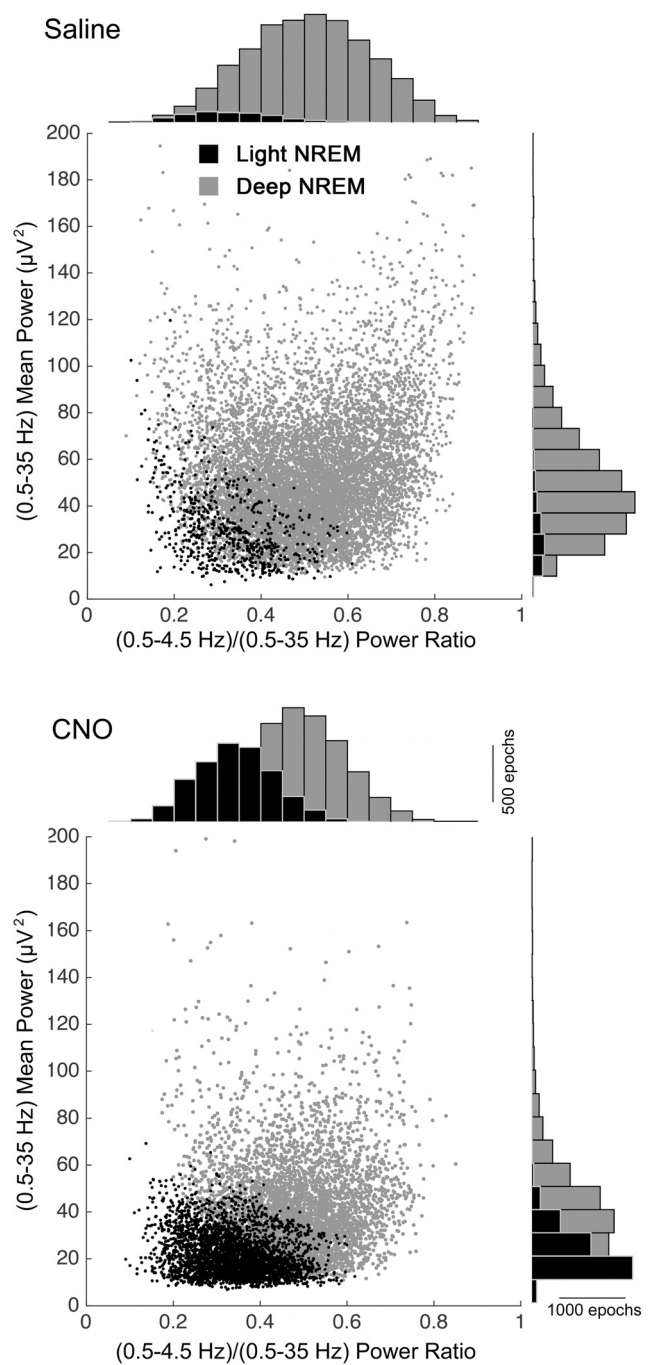 Saline
Light NREM
Deep NREM
200
180
160
140
120
100
80
60
40
20
0
(0.5-35 Hz) Mean Power (µV²)
0 0.2 0.4 0.6 0.8 1
(0.5-4.5 Hz)/(0.5-35 Hz) Power Ratio
CNO
500 epochs
200
180
160
140
120
100
80
60
40
20
0
(0.5-35 Hz) Mean Power (µV²)
1000 epochs
0 0.2 0.4 0.6 0.8 1
(0.5-4.5 Hz)/(0.5-35 Hz) Power Ratio